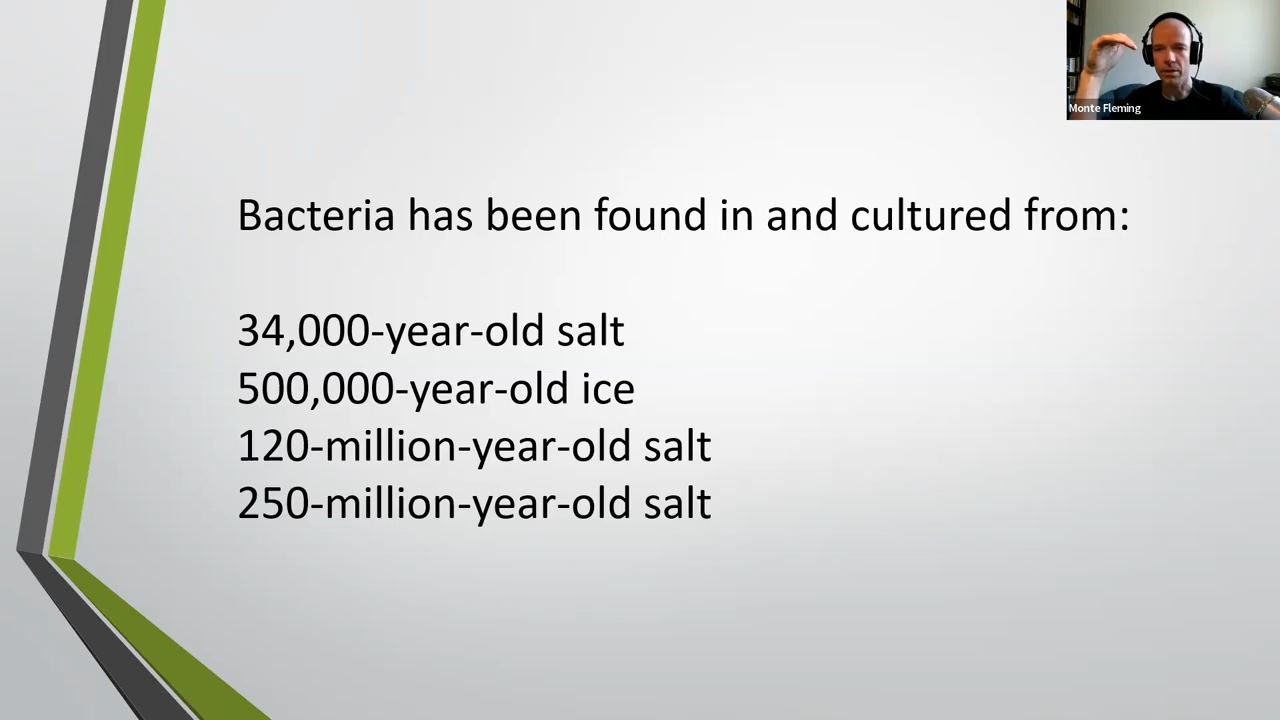 Monte Fleming
Bacteria has been found in and cultured from:
34,000-year-old salt
500,000-year-old ice
120-million-year-old salt
250-million-year-old salt